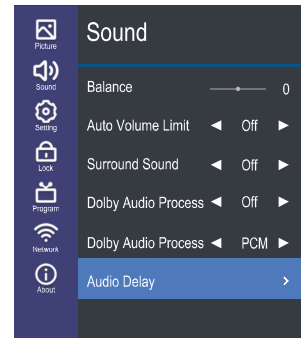 Picture
Sound
Setting
Lock
Program
Network
About
Sound
Balance 0
Auto Volume Limit Off
Surround Sound Off
Dolby Audio Process Off
Dolby Audio Process PCM
Audio Delay